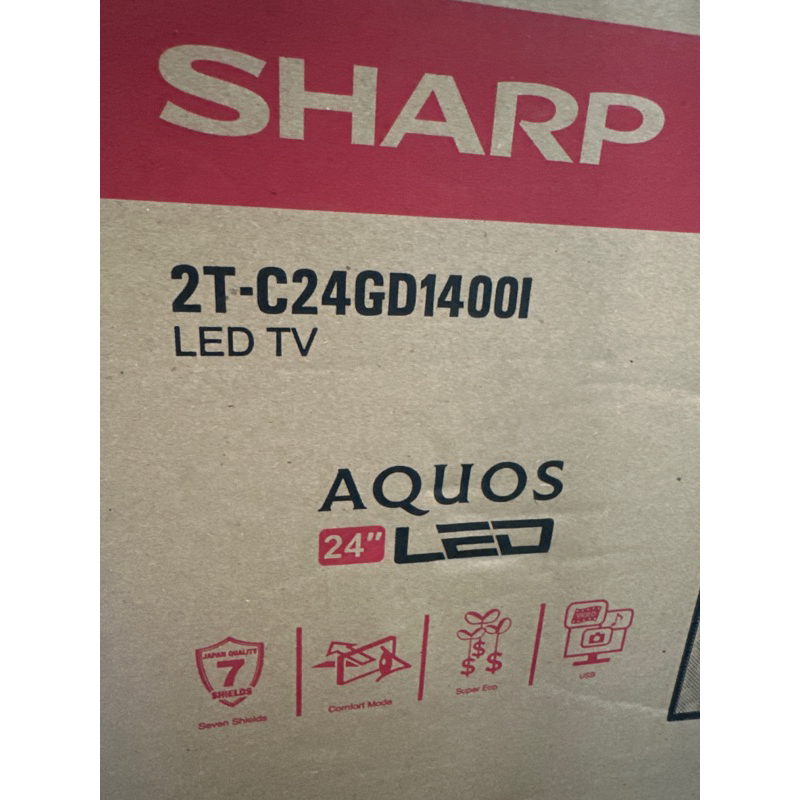 SHARP
2T-C24GD1400I
LED TV
AQUOS
24" LED
JAPAN QUALITY
7
SHIELDS
Seven Shields
Comfort Mode
Super Eco
USB